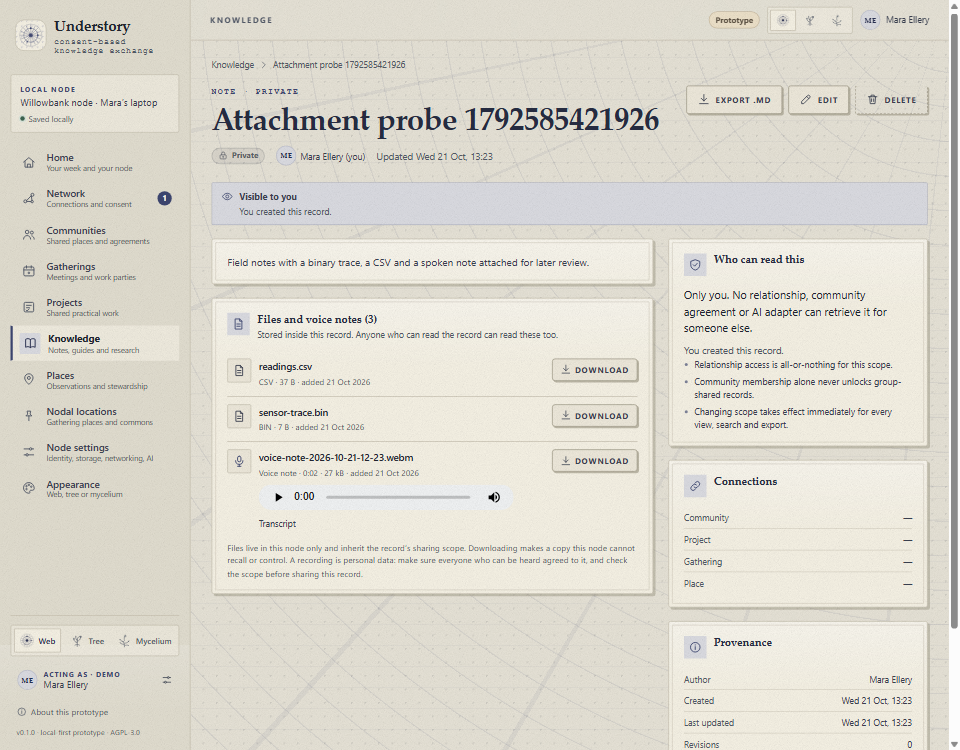 Understory
consent-based
knowledge exchange
LOCAL NODE
Willowbank node · Mara's laptop
Saved locally
Home
Your week and your node
Network
Connections and consent
1
Communities
Shared places and agreements
Gatherings
Meetings and work parties
Projects
Shared practical work
Knowledge
Notes, guides and research
Places
Observations and stewardship
Nodal locations
Gathering places and commons
Node settings
Identity, storage, networking, AI
Appearance
Web, tree or mycelium
Web
Tree
Mycelium
ME
ACTING AS · DEMO
Mara Ellery
About this prototype
v0.1.0 · local-first prototype · AGPL-3.0
KNOWLEDGE
Prototype
ME
Mara Ellery
Knowledge > Attachment probe 1792585421926
NOTE · PRIVATE
Attachment probe 1792585421926
EXPORT .MD
EDIT
DELETE
Private
ME
Mara Ellery (you)
Updated Wed 21 Oct, 13:23
Visible to you
You created this record.
Field notes with a binary trace, a CSV and a spoken note attached for later review.
Files and voice notes (3)
Stored inside this record. Anyone who can read the record can read these too.
readings.csv
CSV · 37 B · added 21 Oct 2026
DOWNLOAD
sensor-trace.bin
BIN · 7 B · added 21 Oct 2026
DOWNLOAD
voice-note-2026-10-21-12-23.webm
Voice note · 0:02 · 27 kB · added 21 Oct 2026
DOWNLOAD
0:00
Transcript
Files live in this node only and inherit the record's sharing scope. Downloading makes a copy this node cannot
recall or control. A recording is personal data: make sure everyone who can be heard agreed to it, and check
the scope before sharing this record.
Who can read this
Only you. No relationship, community
agreement or AI adapter can retrieve it for
someone else.
You created this record.
• Relationship access is all-or-nothing for this scope.
• Community membership alone never unlocks group-
shared records.
• Changing scope takes effect immediately for every
view, search and export.
Connections
Community —
Project —
Gathering —
Place —
Provenance
Author Mara Ellery
Created Wed 21 Oct, 13:23
Last updated Wed 21 Oct, 13:23
Revisions 0